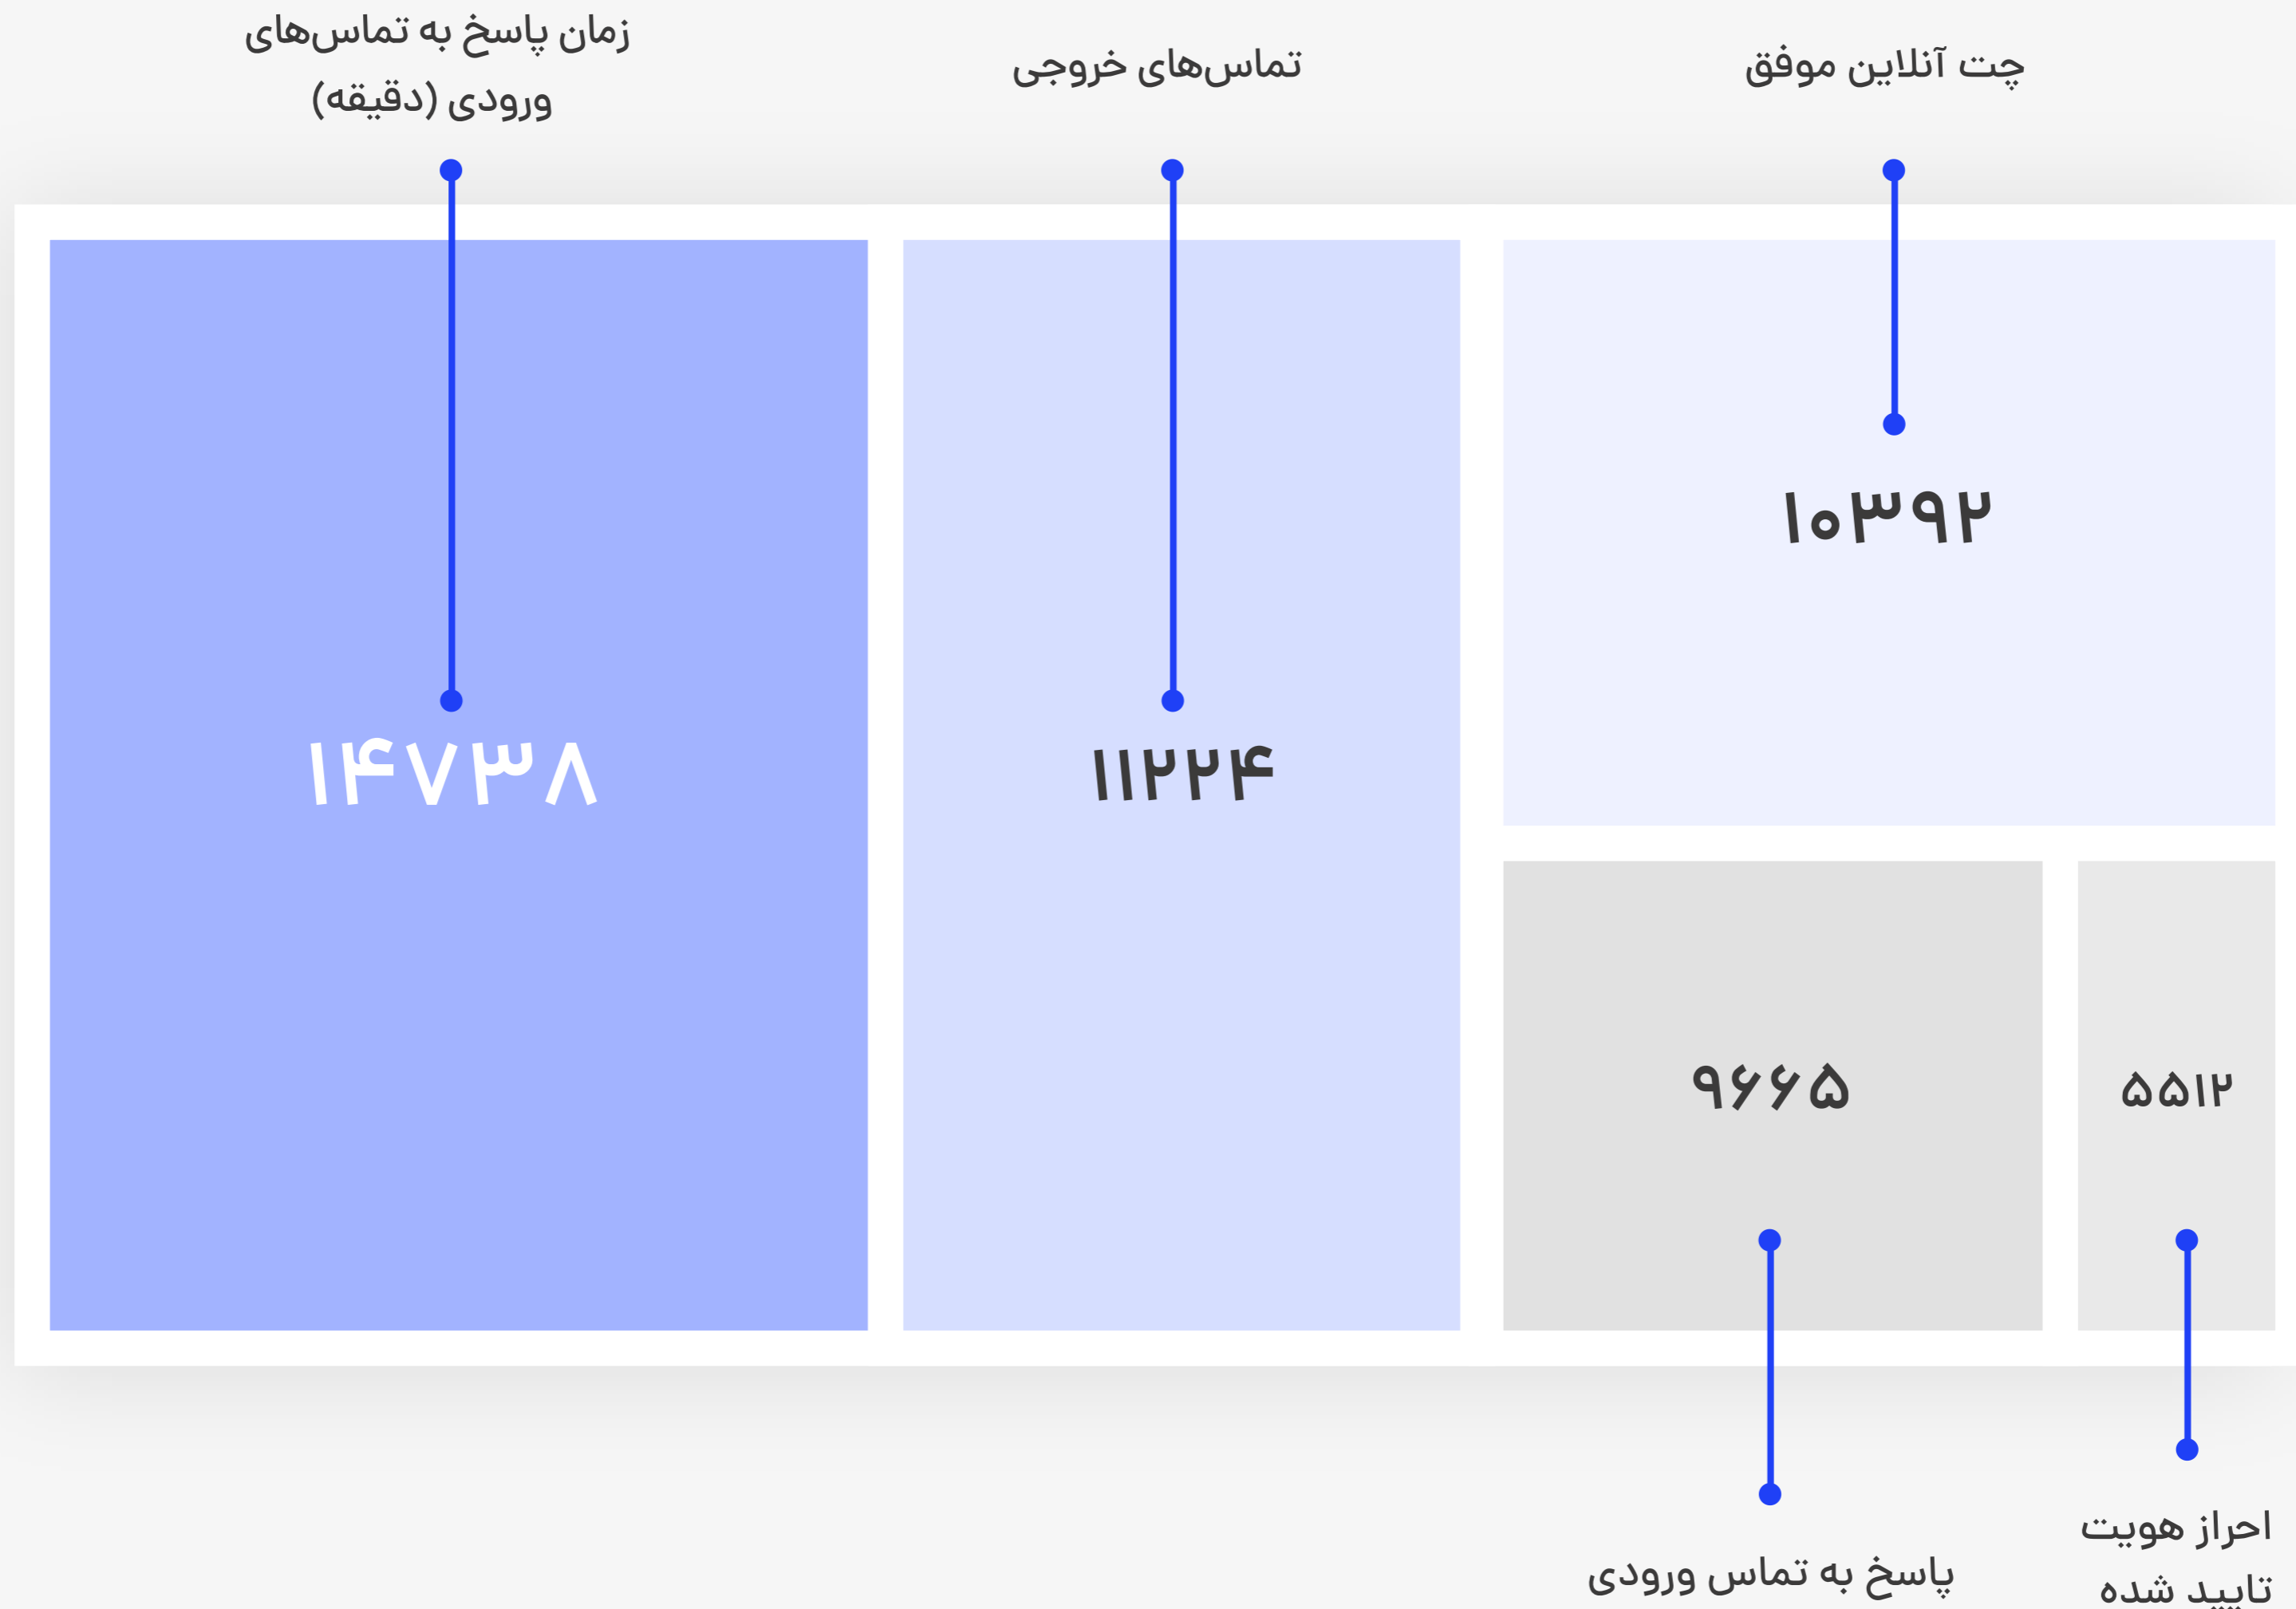 چت آنلاین موفق
تماس‌های خروجی
زمان پاسخ به تماس‌های
ورودی (دقیقه)
۱۰۳۹۲
۱۱۲۲۴
۱۴۷۳۸
۵۵۱۲
۹۶۶۵
احراز هویت
تایید شده
پاسخ به تماس ورودی